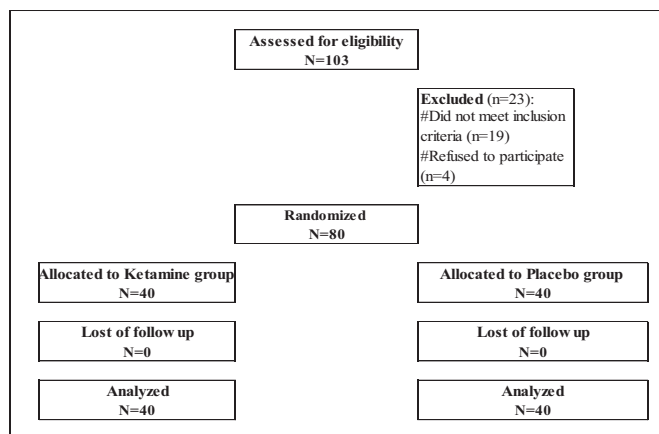 Assessed for eligibility
N=103
Excluded (n=23):
#Did not meet inclusion
criteria (n=19)
#Refused to participate
(n=4)
Randomized
N=80
Allocated to Ketamine group
N=40
Allocated to Placebo group
N=40
Lost of follow up
N=0
Lost of follow up
N=0
Analyzed
N=40
Analyzed
N=40